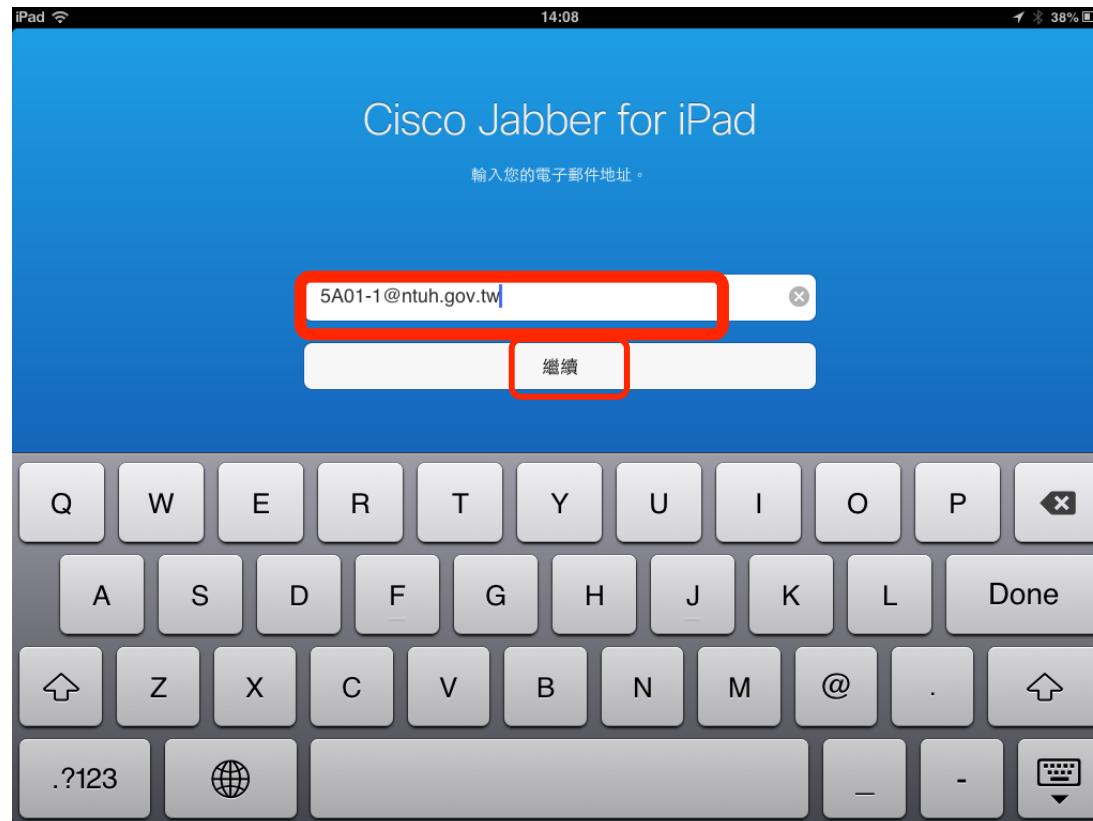 iPad 14:08 38%
Cisco Jabber for iPad
輸入您的電子郵件地址。
5A01-1@ntuh.gov.tw
繼續
Q W E R T Y U I O P
A S D F G H J K L Done
Z X C V B N M @ .
.?123 _ -